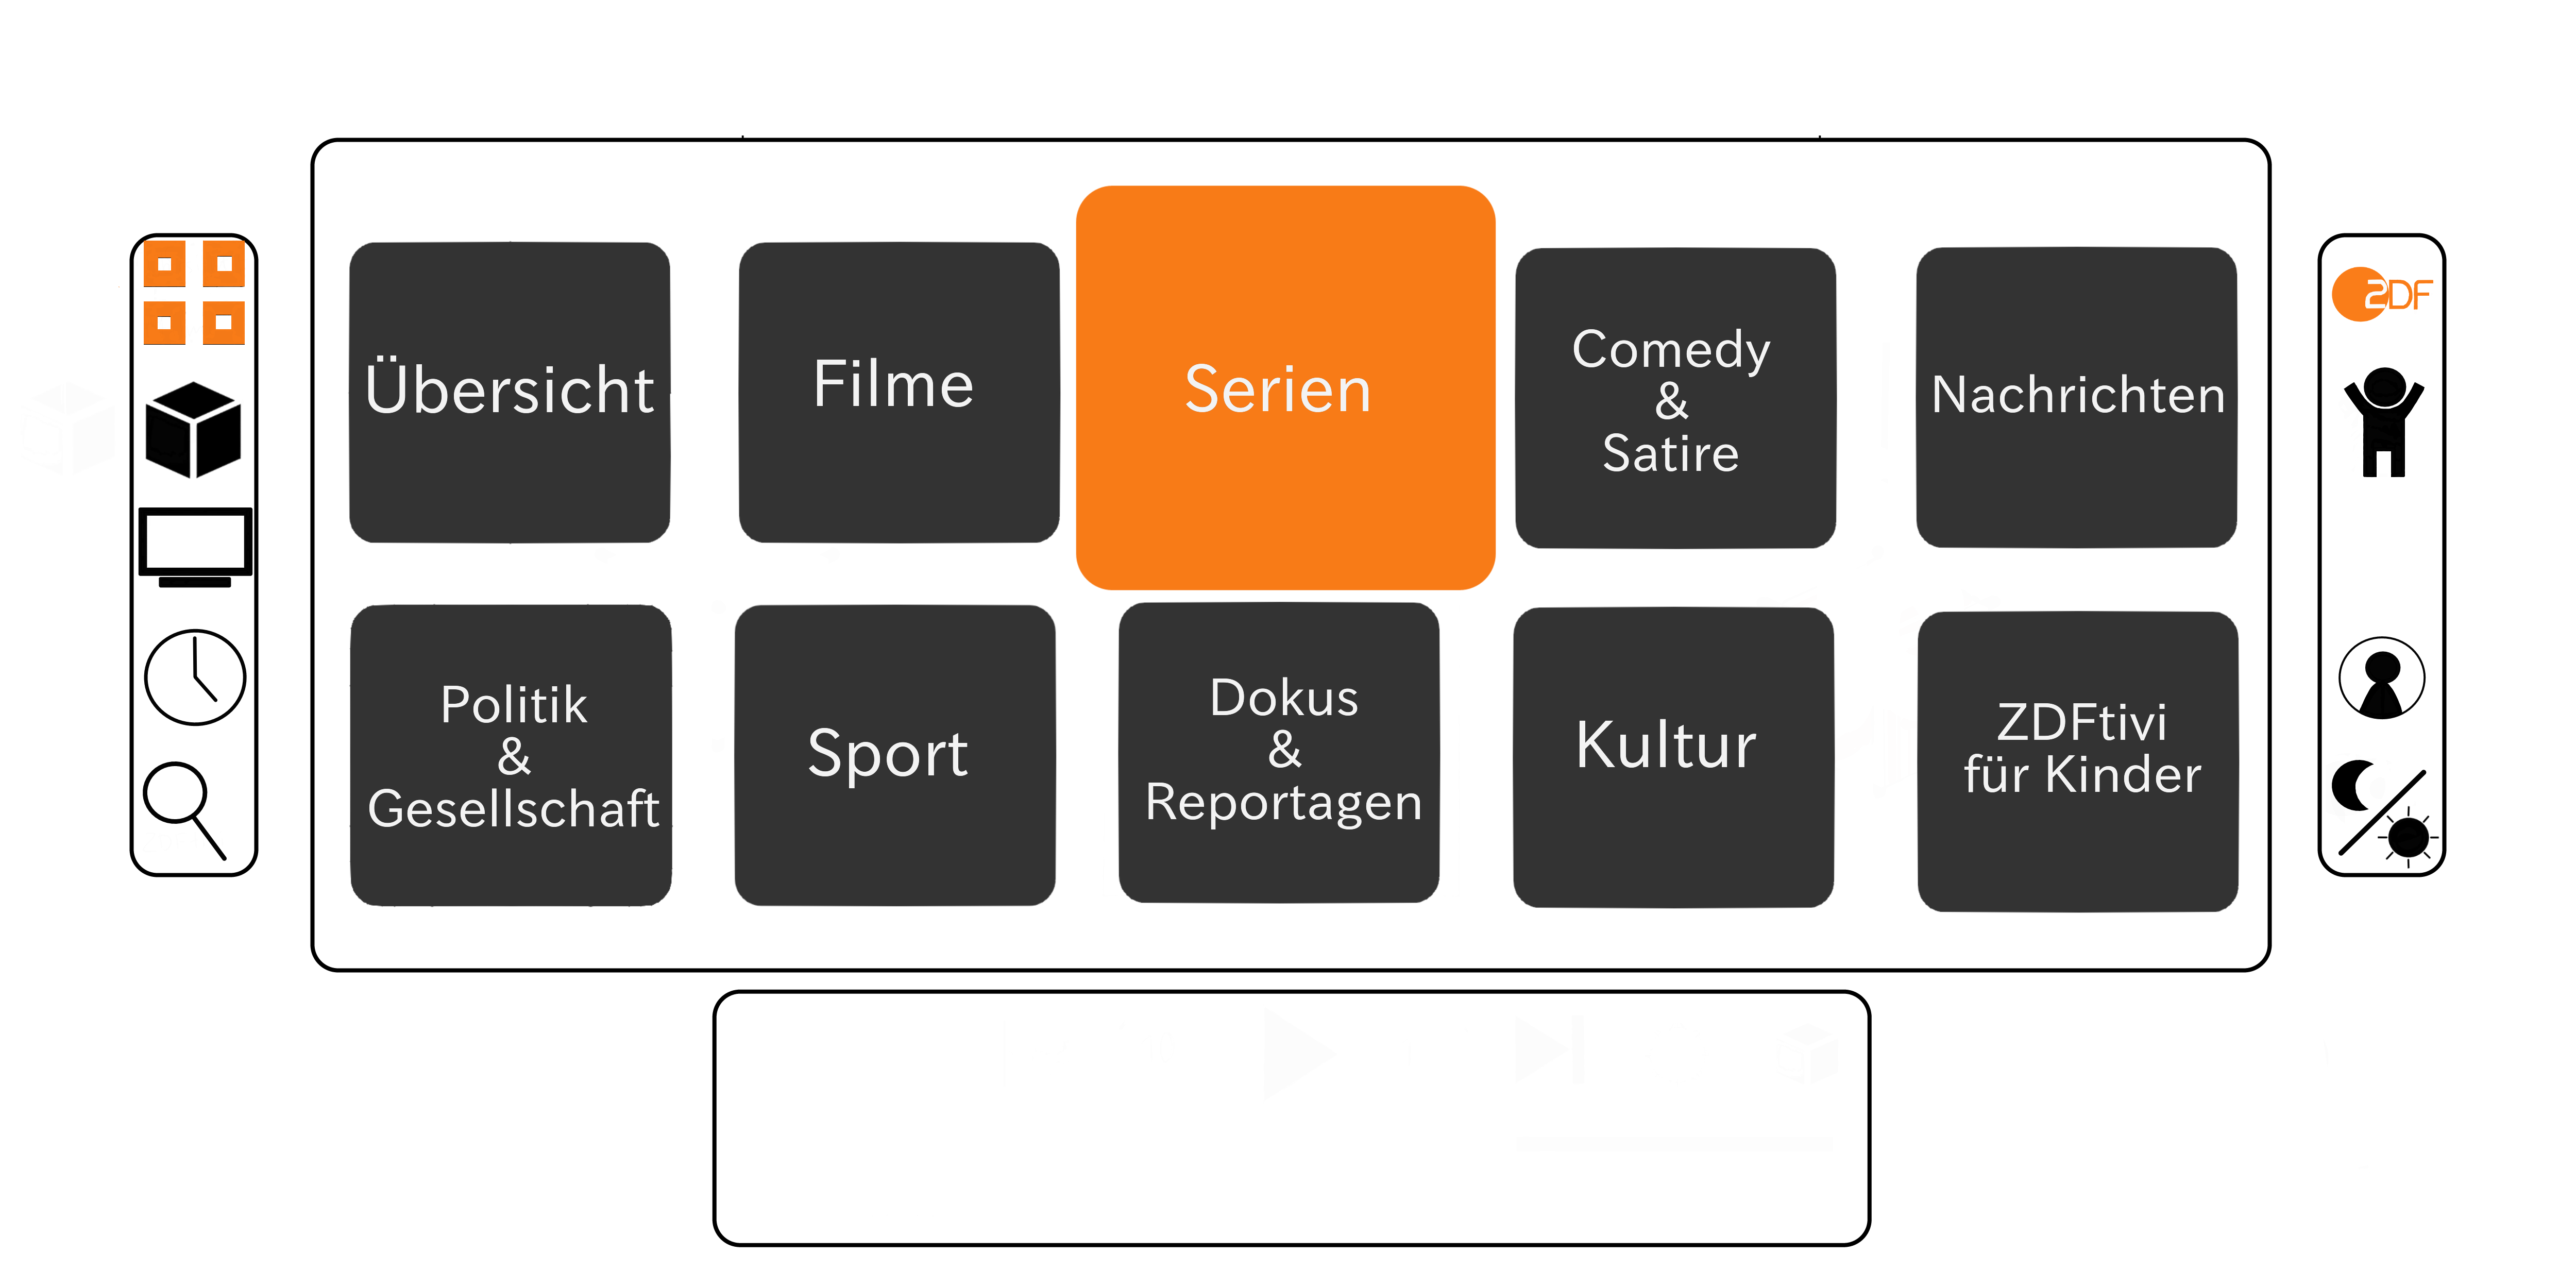 ZDF
Übersicht
Filme
Serien
Comedy
&
Satire
Nachrichten
Politik
&
Gesellschaft
Sport
Dokus
&
Reportagen
Kultur
ZDFtivi
für Kinder